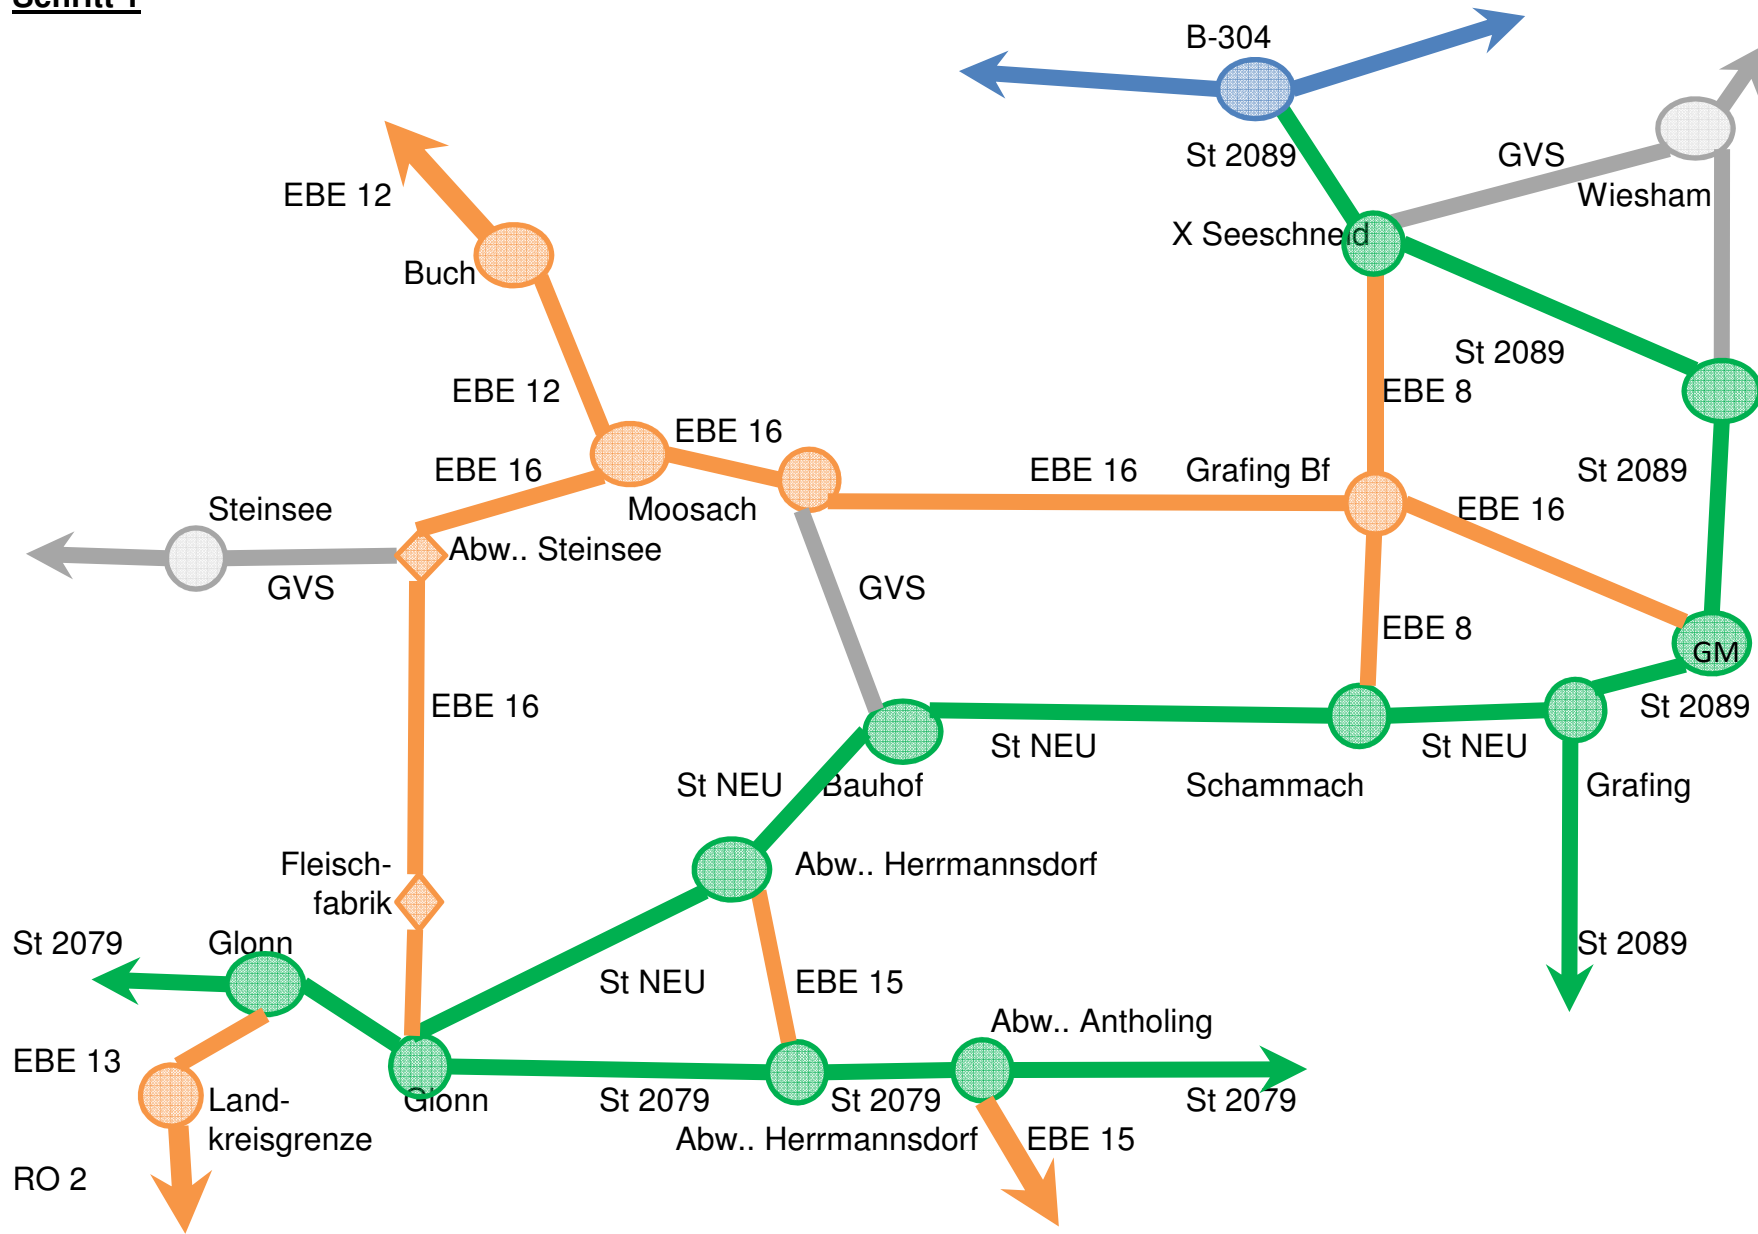 Schritt 1
B-304
St 2089
GVS
Wiesham
EBE 12
X Seeschneid
Buch
St 2089
EBE 12
EBE 8
EBE 16
EBE 16
EBE 16
Grafing Bf
St 2089
Steinsee
Moosach
EBE 16
Abw.. Steinsee
GVS
GVS
EBE 8
GM
EBE 16
St 2089
St NEU
St NEU
St NEU
Bauhof
Schammach
Grafing
Fleisch-
fabrik
Abw.. Herrmannsdorf
St 2079
Glonn
St 2089
St NEU
EBE 15
Abw.. Antholing
EBE 13
Land-
kreisgrenze
Glonn
St 2079
St 2079
St 2079
Abw.. Herrmannsdorf
EBE 15
RO 2